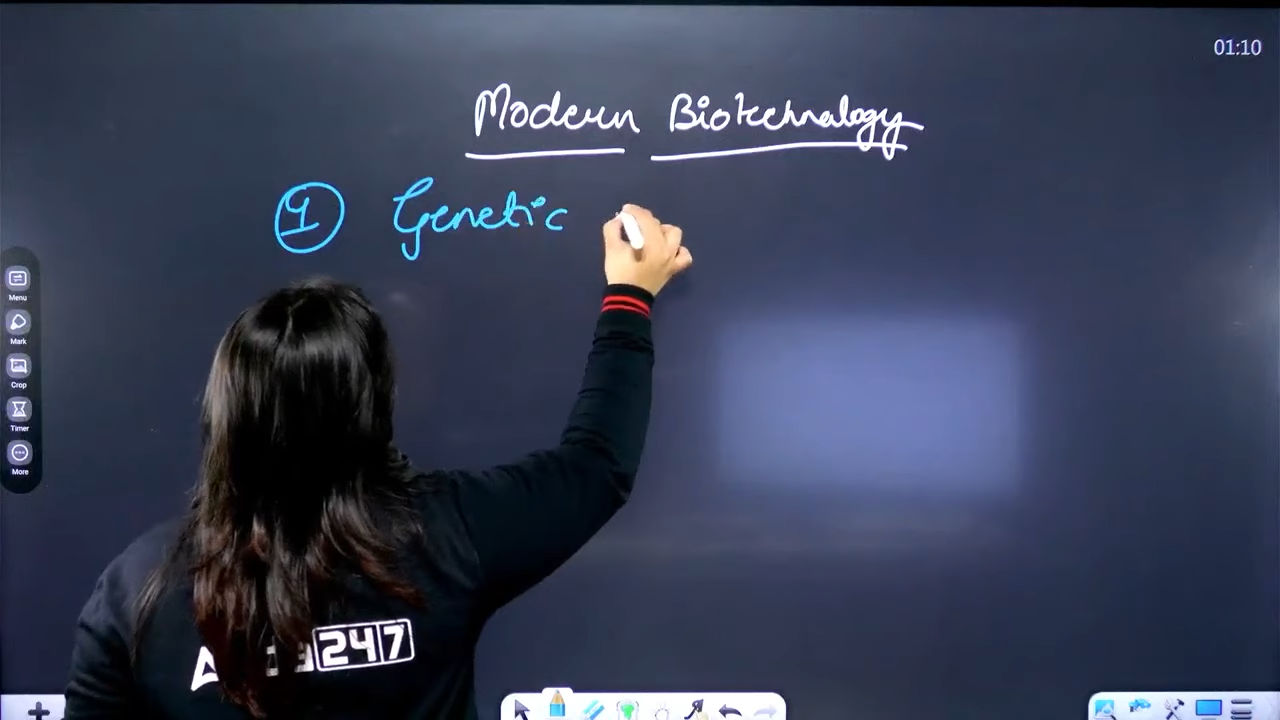 01:10
Modern Biotechnology
1 Genetic
Menu
Mark
Crop
Timer
More
247